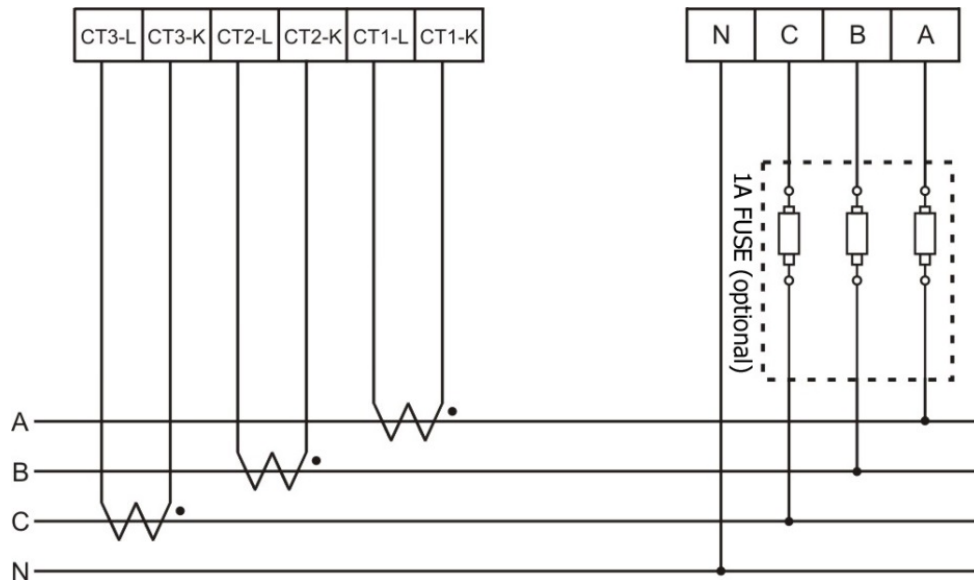 CT3-L CT3-K CT2-L CT2-K CT1-L CT1-K
N C B A
1A FUSE (optional)
A
B
C
N